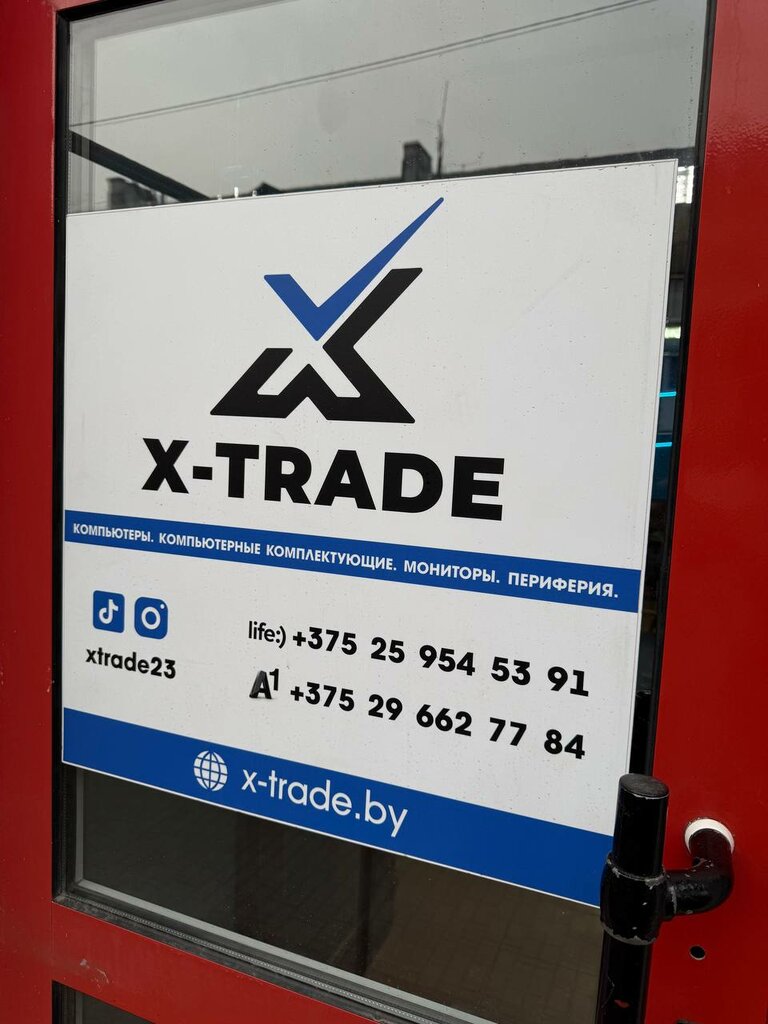 X-TRADE
КОМПЬЮТЕРЫ. КОМПЬЮТЕРНЫЕ КОМПЛЕКТУЮЩИЕ. МОНИТОРЫ. ПЕРИФЕРИЯ.
xtrade23
life:) +375 25 954 53 91
A1 +375 29 662 77 84
x-trade.by